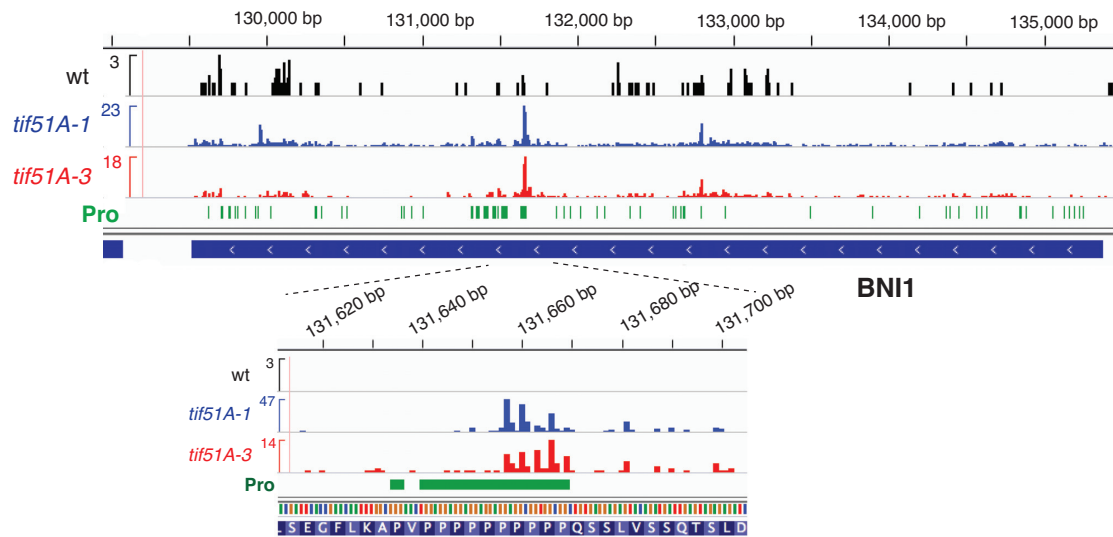 130,000 bp 131,000 bp 132,000 bp 133,000 bp 134,000 bp 135,000 bp
wt 3
tif51A-1 23
tif51A-3 18
Pro
< < < < < < < < < < < < < < < < < < < < < < <
BNI1
131,620 bp 131,640 bp 131,660 bp 131,680 bp 131,700 bp
wt 3
tif51A-1 47
tif51A-3 14
Pro
L S E G F L K A P V P P P P P P P P P P Q S S L V S S Q T S L D